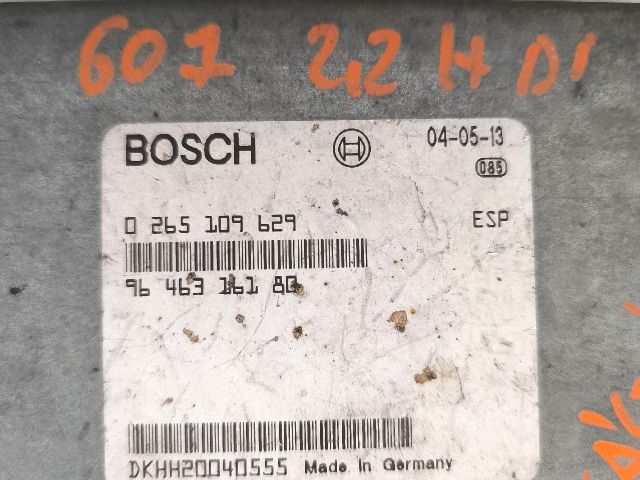 607 2,2 HDI
BOSCH 04-05-13
085
0 265 109 629 ESP
96 463 161 80
DKHH20040555 Made in Germany